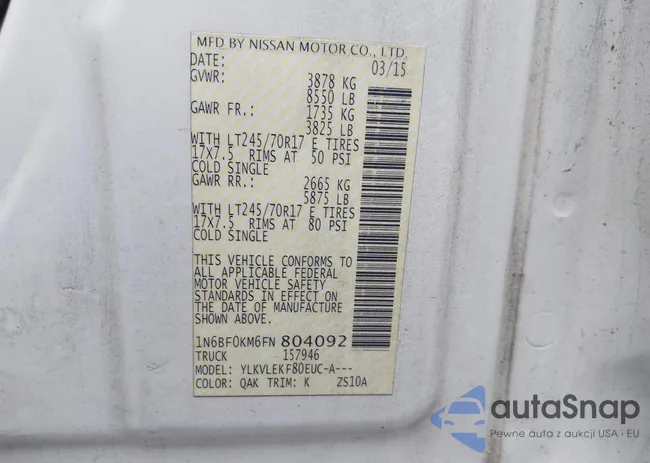 MFD BY NISSAN MOTOR CO., LTD.
DATE: 03/15
GVWR: 3878 KG
8550 LB
GAWR FR.: 1735 KG
3825 LB
WITH LT245/70R17 E TIRES
17X7.5 RIMS AT 50 PSI
COLD SINGLE
GAWR RR.: 2665 KG
5875 LB
WITH LT245/70R17 E TIRES
17X7.5 RIMS AT 80 PSI
COLD SINGLE
THIS VEHICLE CONFORMS TO
ALL APPLICABLE FEDERAL
MOTOR VEHICLE SAFETY
STANDARDS IN EFFECT ON
THE DATE OF MANUFACTURE
SHOWN ABOVE.
1N6BF0KM6FN 804092
TRUCK 157946
MODEL: YLKVLEKF80EUC-A---
COLOR: QAK TRIM: K ZS10A
autoSnap
Pewne auta z aukcji USA i EU